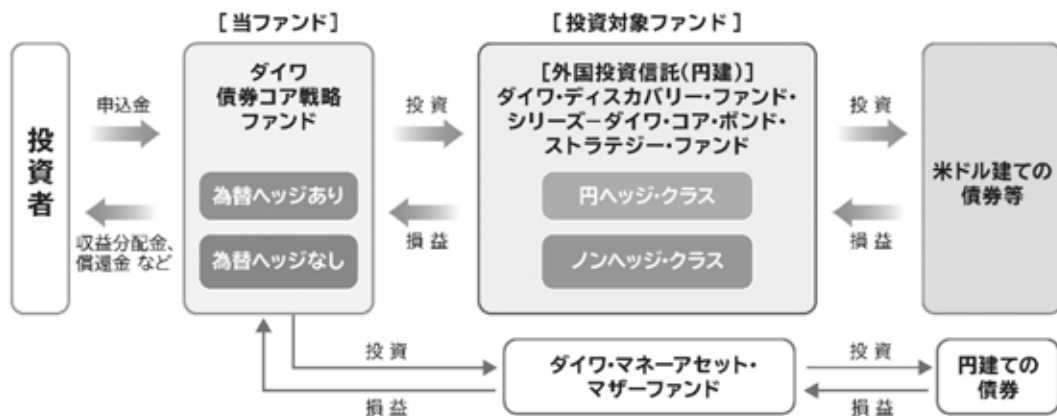 [当ファンド]
[投資対象ファンド]
投資者
申込金
収益分配金、
償還金 など
ダイワ
債券コア戦略
ファンド
為替ヘッジあり
為替ヘッジなし
投 資
損 益
[外国投資信託(円建)]
ダイワ・ディスカバリー・ファンド・
シリーズ－ダイワ・コア・ボンド・
ストラテジー・ファンド
円ヘッジ・クラス
ノンヘッジ・クラス
投 資
損 益
米ドル建ての
債券等
投 資
損 益
ダイワ・マネーアセット・
マザーファンド
投 資
損 益
円建ての
債券